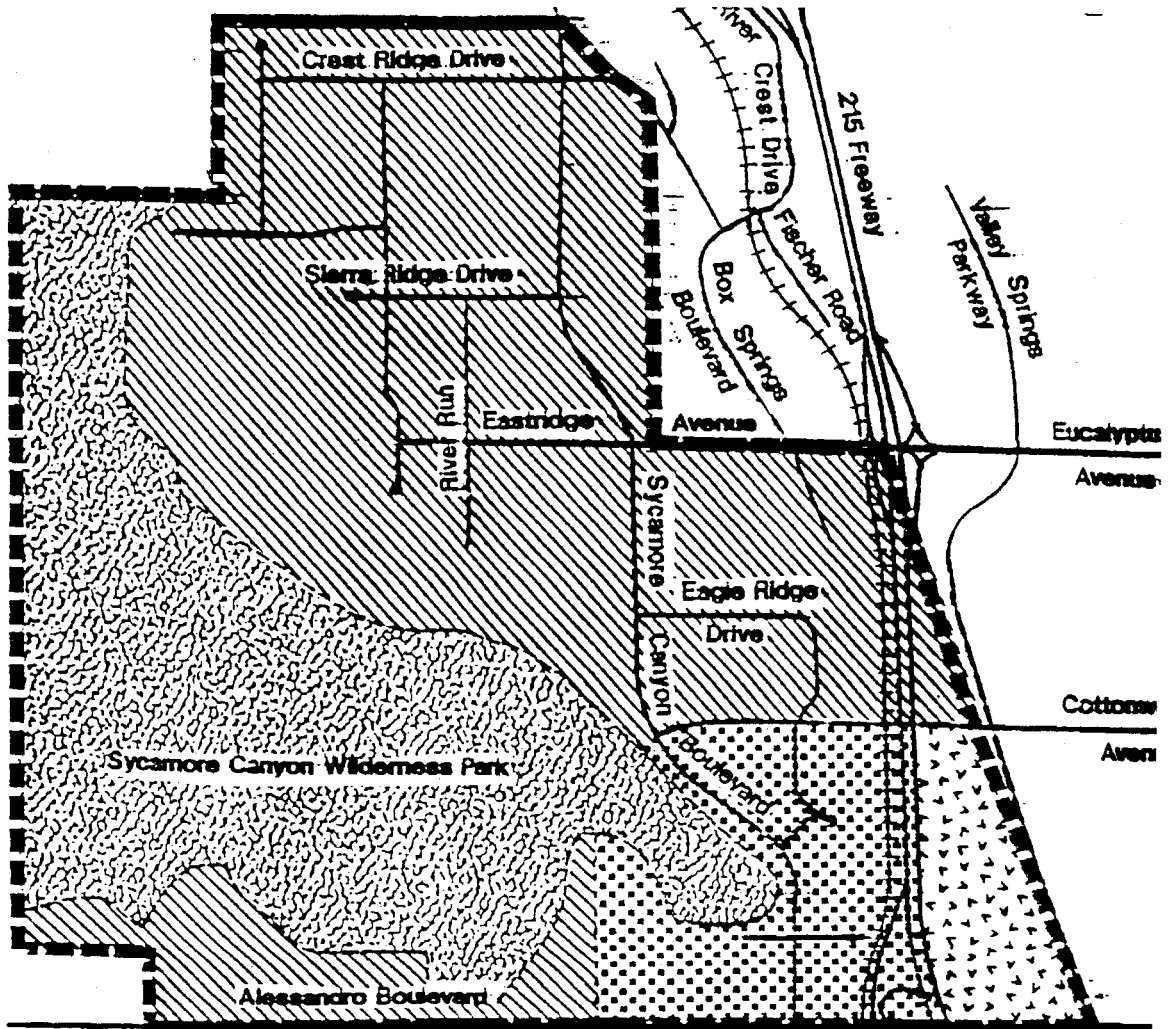 Crest Ridge Drive
Crest Drive
215 Freeway
Valley Springs
Parkway
Fischer Road
Box Springs
Boulevard
Sierra Ridge Drive
River Run
Eastridge Avenue
Eucalyptus
Avenue
Sycamore Canyon Boulevard
Eagle Ridge
Drive
Sycamore Canyon Wilderness Park
Alessandro Boulevard